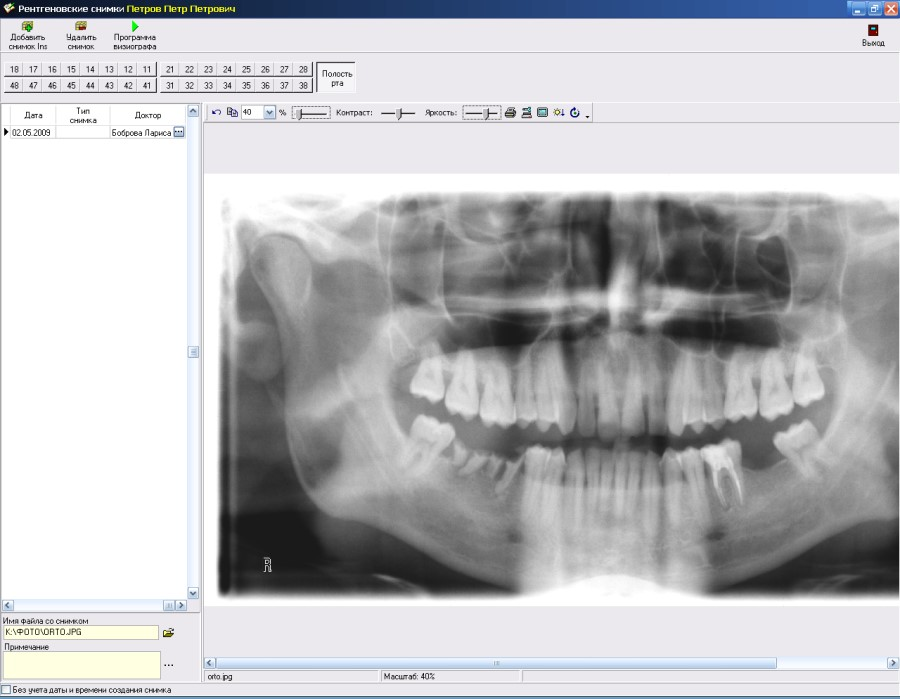 Рентгеновские снимки Петров Петр Петрович
Добавить снимок Ins
Удалить снимок
Программа визиографа
Выход
18 17 16 15 14 13 12 11 21 22 23 24 25 26 27 28
48 47 46 45 44 43 42 41 31 32 33 34 35 36 37 38
Полость рта
Дата Тип снимка Доктор
02.05.2009 Боброва Лариса ...
40 % Контраст: Яркость:
R
Имя файла со снимком
K:\ФОТО\ORTO.JPG
Примечание
...
Без учета даты и времени создания снимка
orto.jpg Масштаб: 40%